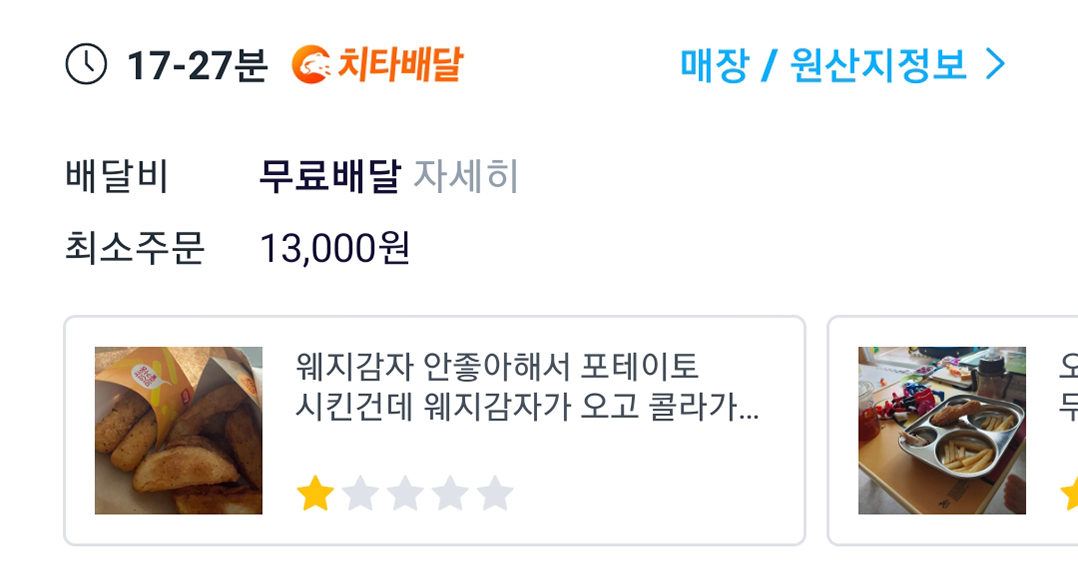 17-27분 치타배달 매장 / 원산지정보
배달비 무료배달 자세히
최소주문 13,000원
웨지감자 안좋아해서 포테이토
시킨건데 웨지감자가 오고 콜라가...